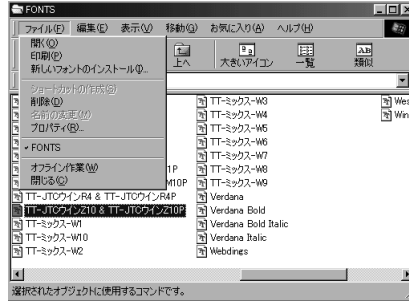 FONTS
ファイル(F) 編集(E) 表示(V) 移動(G) お気に入り(A) ヘルプ(H)
開く(O)
印刷(P)
新しいフォントのインストール(I)...
ショートカットの作成(S)
削除(D)
名前の変更(M)
プロパティ(R)...
FONTS
オフライン作業(W)
閉じる(C)
上へ 大きいアイコン 一覧 類似
TT-ミックス-W3
TT-ミックス-W4
TT-ミックス-W5
TT-ミックス-W6
TT-ミックス-W7
TT-ミックス-W8
TT-ミックス-W9
Verdana
Verdana Bold
Verdana Bold Italic
Verdana Italic
Webdings
Wes
Win
1P
M10P
TT-JTCウインR4 & TT-JTCウインR4P
TT-JTCウインZ10 & TT-JTCウインZ10P
TT-ミックス-W1
TT-ミックス-W10
TT-ミックス-W2
選択されたオブジェクトに使用するコマンドです。